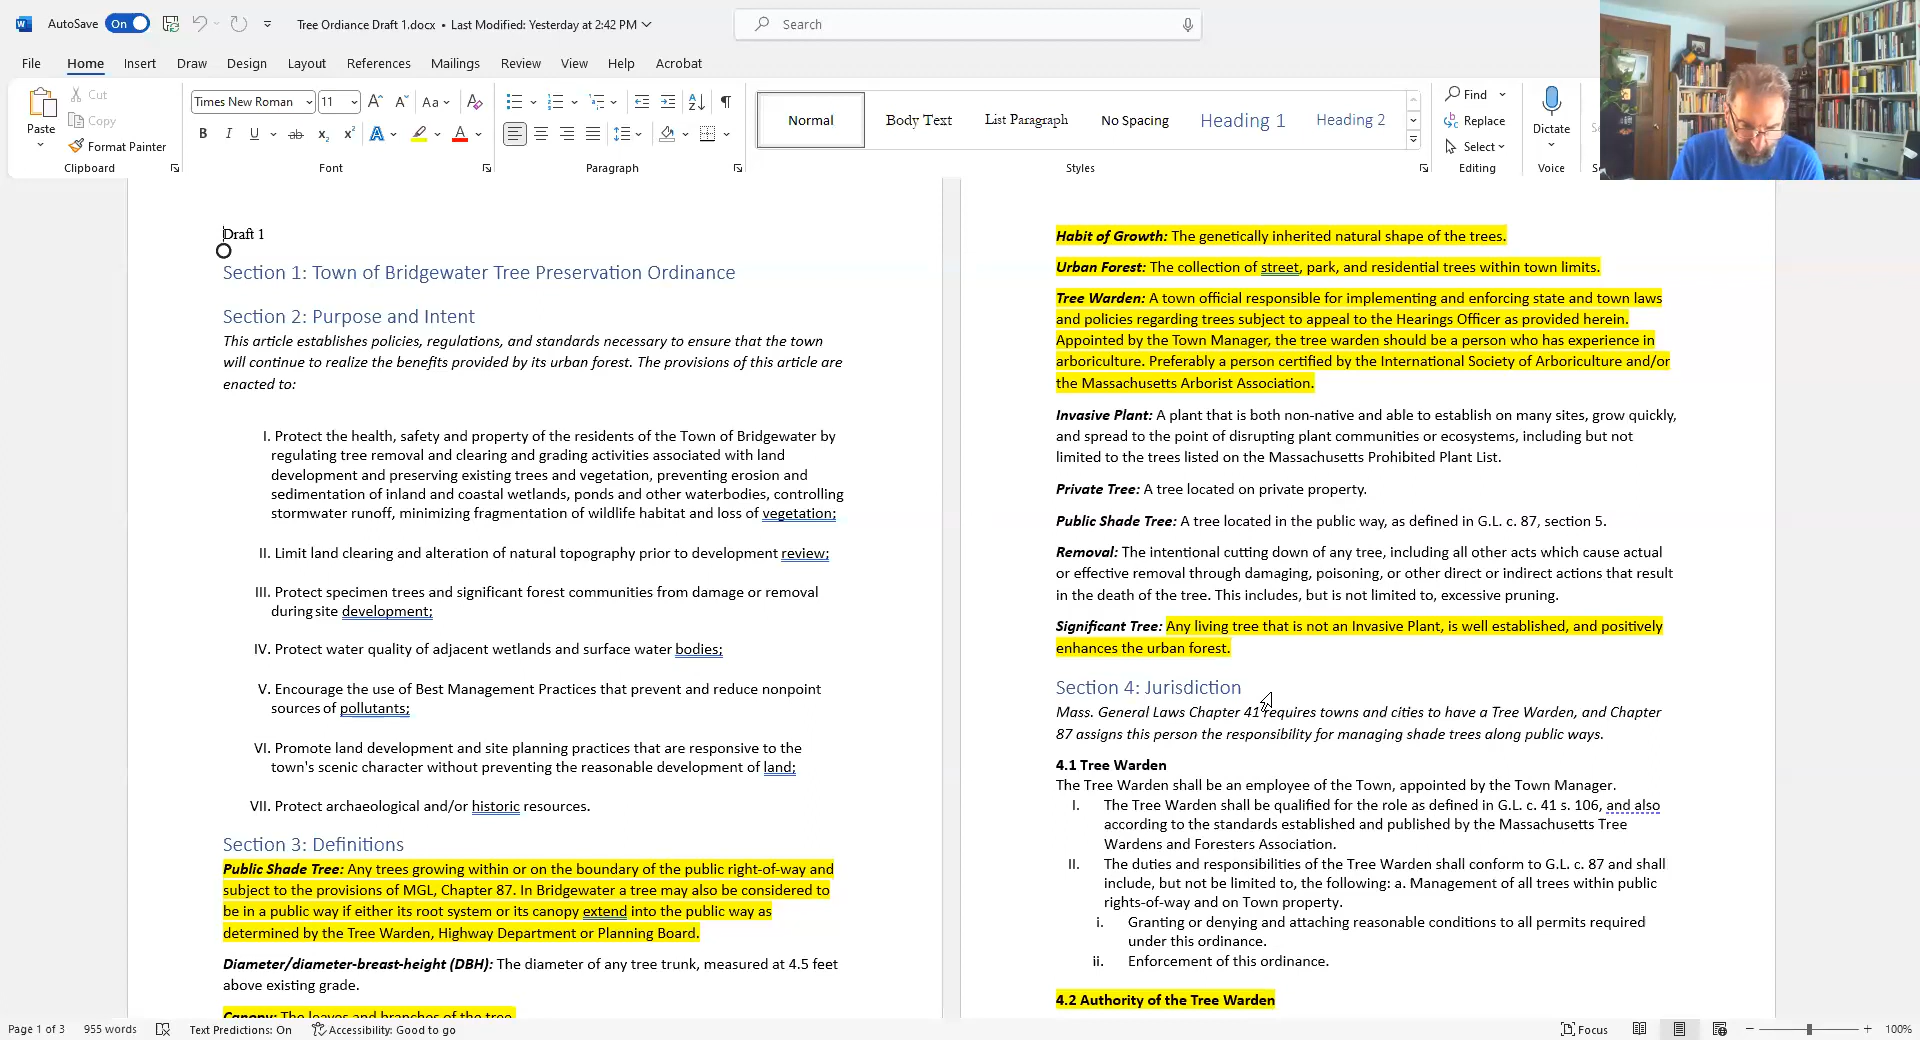 AutoSave On Tree Ordiance Draft 1.docx • Last Modified: Yesterday at 2:42 PM Search
File Home Insert Draw Design Layout References Mailings Review View Help Acrobat
Paste
Cut
Copy
Format Painter
Clipboard
Times New Roman 11 Aa
B I U ab x₂ x² A A
Font
Paragraph
Normal Body Text List Paragraph No Spacing Heading 1 Heading 2
Styles
Find
Replace
Select
Editing
Dictate
Voice
Draft 1
Section 1: Town of Bridgewater Tree Preservation Ordinance
Section 2: Purpose and Intent
This article establishes policies, regulations, and standards necessary to ensure that the town
will continue to realize the benefits provided by its urban forest. The provisions of this article are
enacted to:
I. Protect the health, safety and property of the residents of the Town of Bridgewater by
regulating tree removal and clearing and grading activities associated with land
development and preserving existing trees and vegetation, preventing erosion and
sedimentation of inland and coastal wetlands, ponds and other waterbodies, controlling
stormwater runoff, minimizing fragmentation of wildlife habitat and loss of vegetation;
II. Limit land clearing and alteration of natural topography prior to development review;
III. Protect specimen trees and significant forest communities from damage or removal
during site development;
IV. Protect water quality of adjacent wetlands and surface water bodies;
V. Encourage the use of Best Management Practices that prevent and reduce nonpoint
sources of pollutants;
VI. Promote land development and site planning practices that are responsive to the
town's scenic character without preventing the reasonable development of land;
VII. Protect archaeological and/or historic resources.
Section 3: Definitions
Public Shade Tree: Any trees growing within or on the boundary of the public right-of-way and
subject to the provisions of MGL, Chapter 87. In Bridgewater a tree may also be considered to
be in a public way if either its root system or its canopy extend into the public way as
determined by the Tree Warden, Highway Department or Planning Board.
Diameter/diameter-breast-height (DBH): The diameter of any tree trunk, measured at 4.5 feet
above existing grade.
Canopy: The leaves and branches of the tree.
Habit of Growth: The genetically inherited natural shape of the trees.
Urban Forest: The collection of street, park, and residential trees within town limits.
Tree Warden: A town official responsible for implementing and enforcing state and town laws
and policies regarding trees subject to appeal to the Hearings Officer as provided herein.
Appointed by the Town Manager, the tree warden should be a person who has experience in
arboriculture. Preferably a person certified by the International Society of Arboriculture and/or
the Massachusetts Arborist Association.
Invasive Plant: A plant that is both non-native and able to establish on many sites, grow quickly,
and spread to the point of disrupting plant communities or ecosystems, including but not
limited to the trees listed on the Massachusetts Prohibited Plant List.
Private Tree: A tree located on private property.
Public Shade Tree: A tree located in the public way, as defined in G.L. c. 87, section 5.
Removal: The intentional cutting down of any tree, including all other acts which cause actual
or effective removal through damaging, poisoning, or other direct or indirect actions that result
in the death of the tree. This includes, but is not limited to, excessive pruning.
Significant Tree: Any living tree that is not an Invasive Plant, is well established, and positively
enhances the urban forest.
Section 4: Jurisdiction
Mass. General Laws Chapter 41 requires towns and cities to have a Tree Warden, and Chapter
87 assigns this person the responsibility for managing shade trees along public ways.
4.1 Tree Warden
The Tree Warden shall be an employee of the Town, appointed by the Town Manager.
I. The Tree Warden shall be qualified for the role as defined in G.L. c. 41 s. 106, and also
according to the standards established and published by the Massachusetts Tree
Wardens and Foresters Association.
II. The duties and responsibilities of the Tree Warden shall conform to G.L. c. 87 and shall
include, but not be limited to, the following: a. Management of all trees within public
rights-of-way and on Town property.
i. Granting or denying and attaching reasonable conditions to all permits required
under this ordinance.
ii. Enforcement of this ordinance.
4.2 Authority of the Tree Warden
Page 1 of 3 955 words Text Predictions: On Accessibility: Good to go Focus 100%